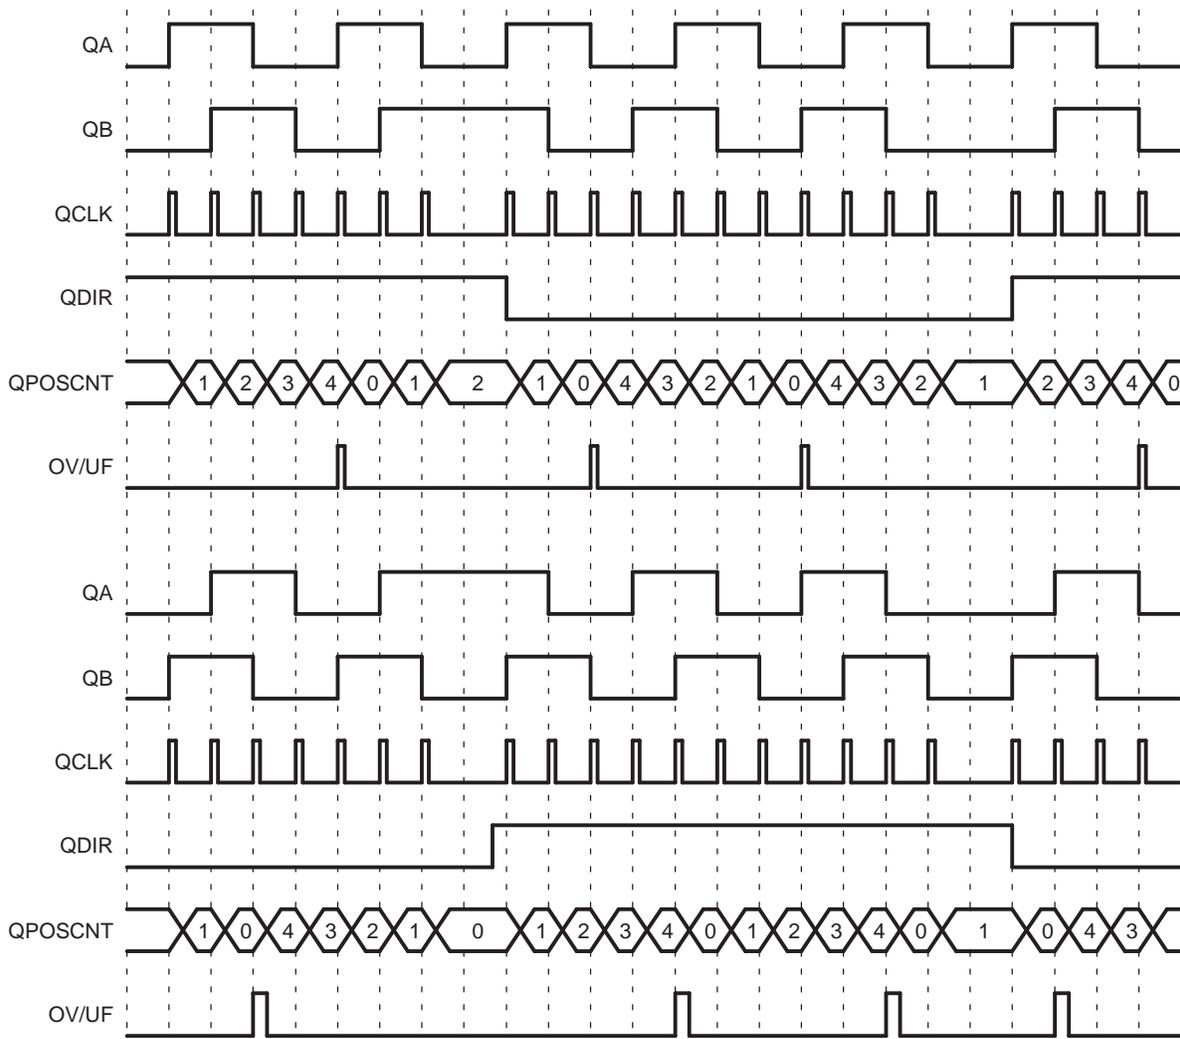 QA
QB
QCLK
QDIR
QPOSCNT 1 2 3 4 0 1 2 1 0 4 3 2 1 0 4 3 2 1 2 3 4 0
OV/UF
QA
QB
QCLK
QDIR
QPOSCNT 1 0 4 3 2 1 0 1 2 3 4 0 1 2 3 4 0 1 0 4 3
OV/UF